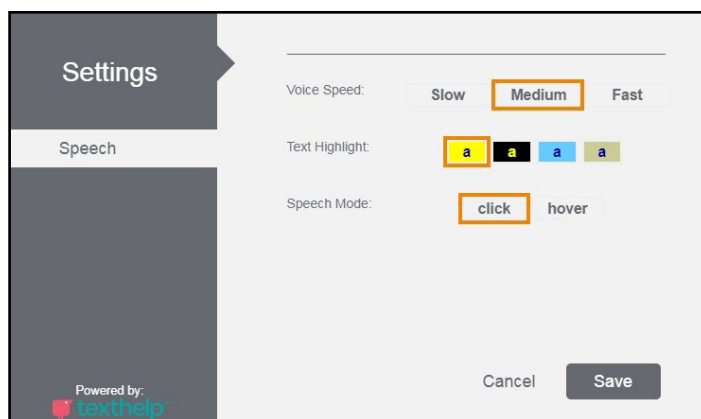 Settings
Speech
Voice Speed: Slow Medium Fast
Text Highlight: a a a a
Speech Mode: click hover
Cancel Save
Powered by:
texthelp